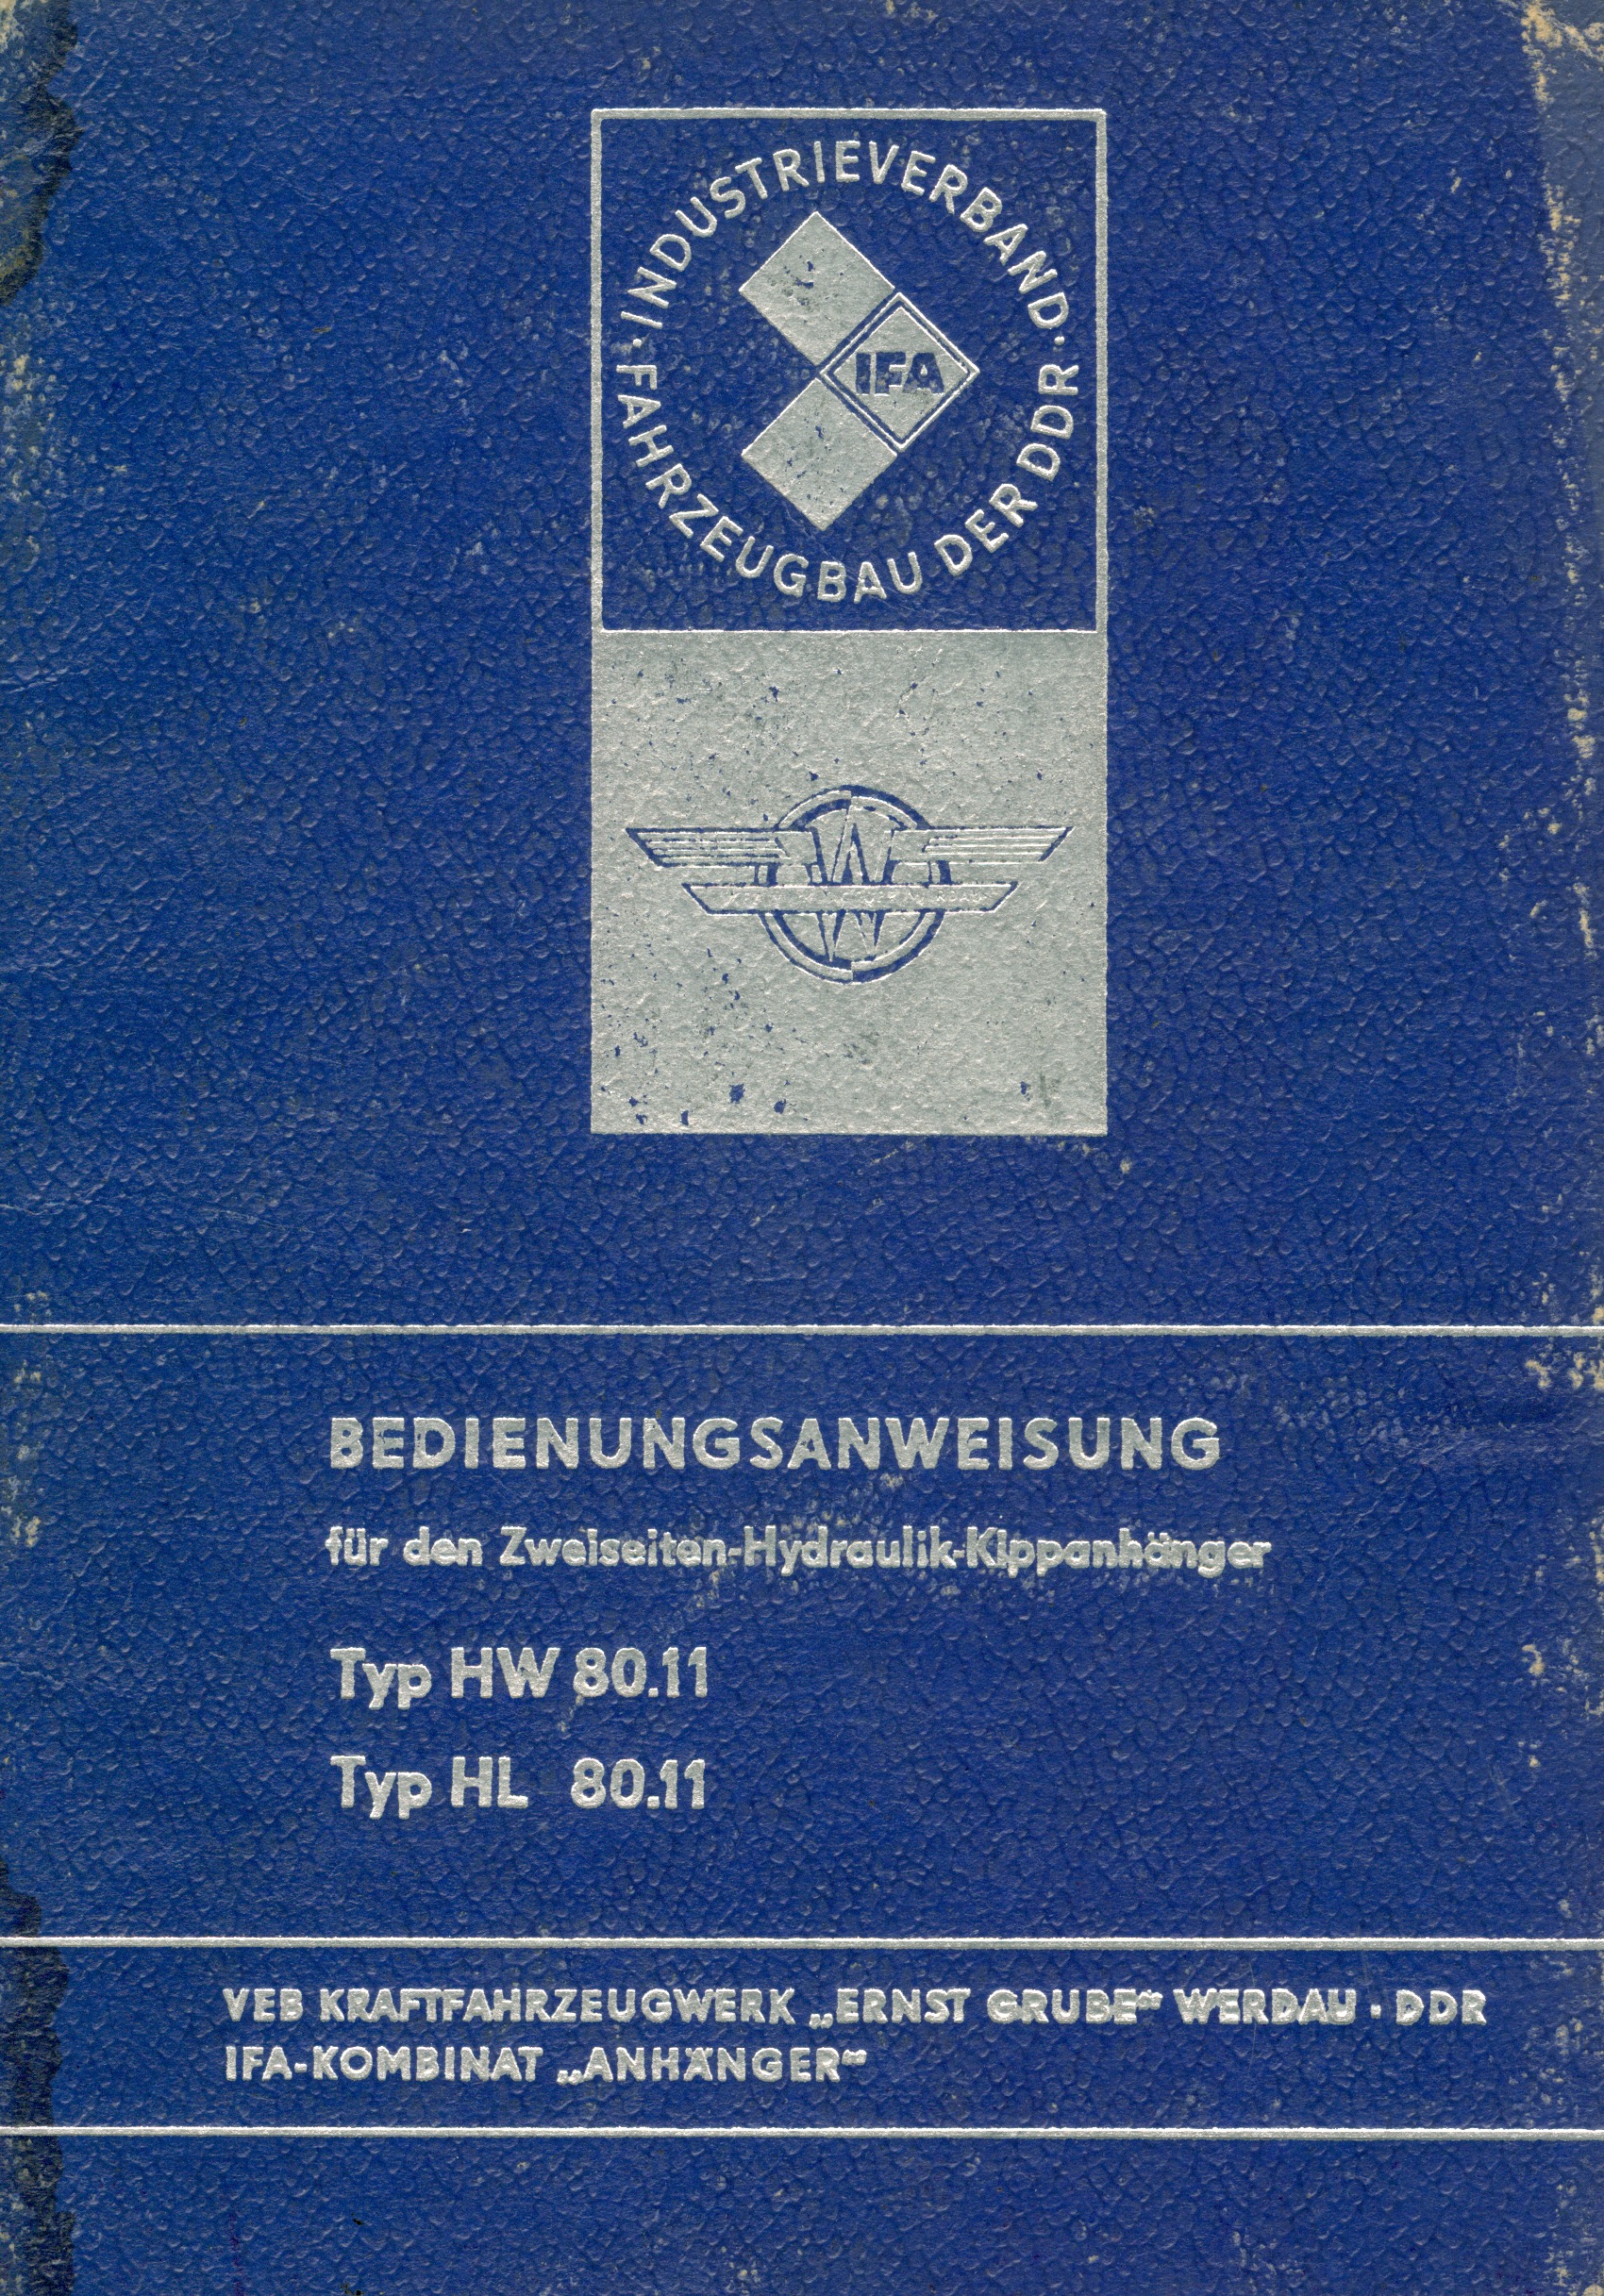 · INDUSTRIEVERBAND ·
FAHRZEUGBAU DER DDR
IFA
W
BEDIENUNGSANWEISUNG
für den Zweiseiten-Hydraulik-Kippanhänger
Typ HW 80.11
Typ HL 80.11
VEB KRAFTFAHRZEUGWERK „ERNST GRUBE“ WERDAU · DDR
IFA-KOMBINAT „ANHÄNGER“